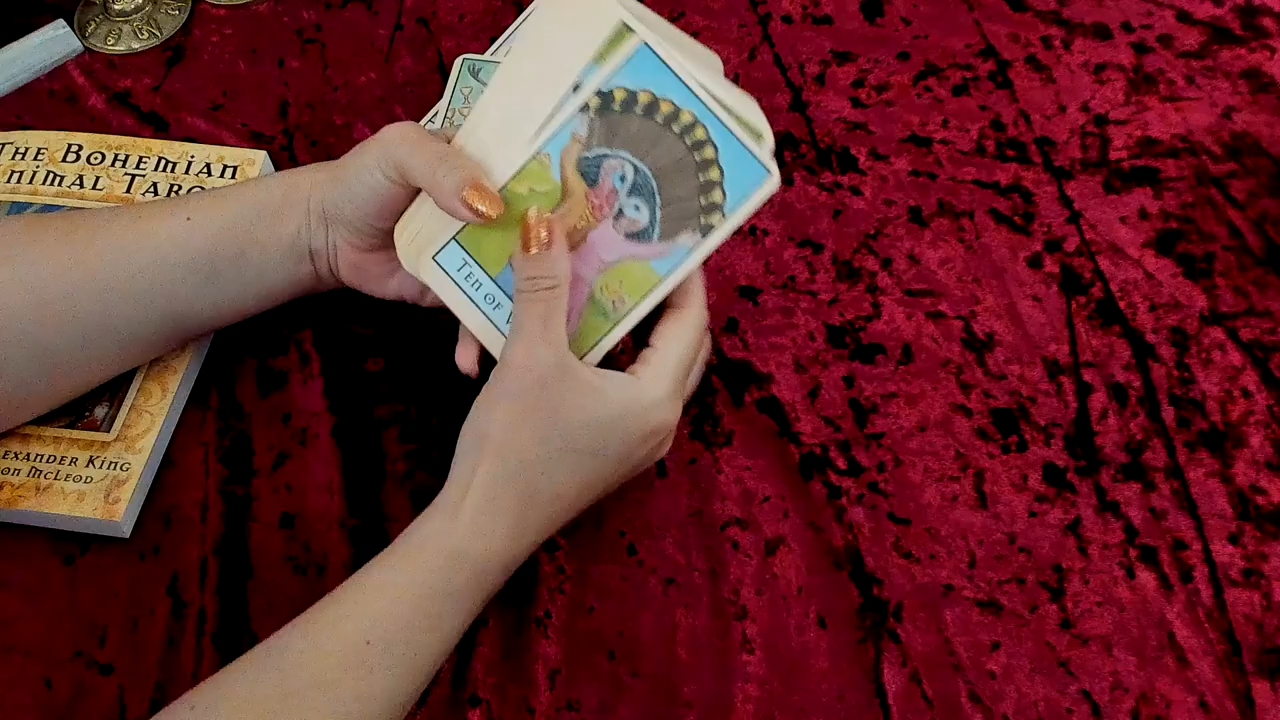 THE BOHEMIAN
NIMAL TARO
EXANDER KING
ON MCLEOD
TEN OF